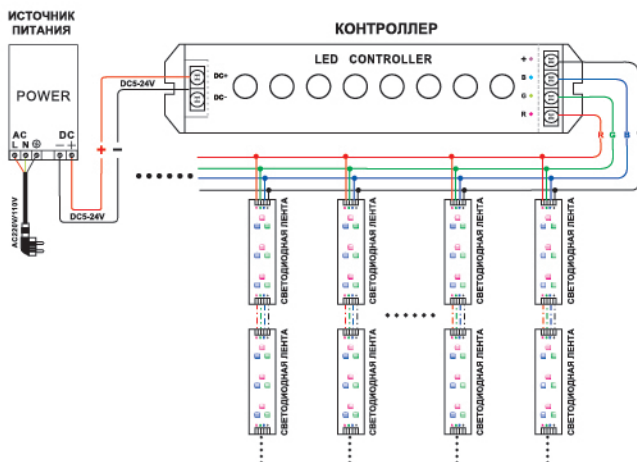 ИСТОЧНИК
ПИТАНИЯ
КОНТРОЛЛЕР
LED CONTROLLER
DC+
DC-
+
B
G
R
DC5-24V
POWER
AC
DC
L N
− +
+
−
DC5-24V
AC220V/110V
R
G
B
СВЕТОДИОДНАЯ ЛЕНТА
СВЕТОДИОДНАЯ ЛЕНТА
СВЕТОДИОДНАЯ ЛЕНТА
СВЕТОДИОДНАЯ ЛЕНТА
СВЕТОДИОДНАЯ ЛЕНТА
СВЕТОДИОДНАЯ ЛЕНТА
СВЕТОДИОДНАЯ ЛЕНТА
СВЕТОДИОДНАЯ ЛЕНТА